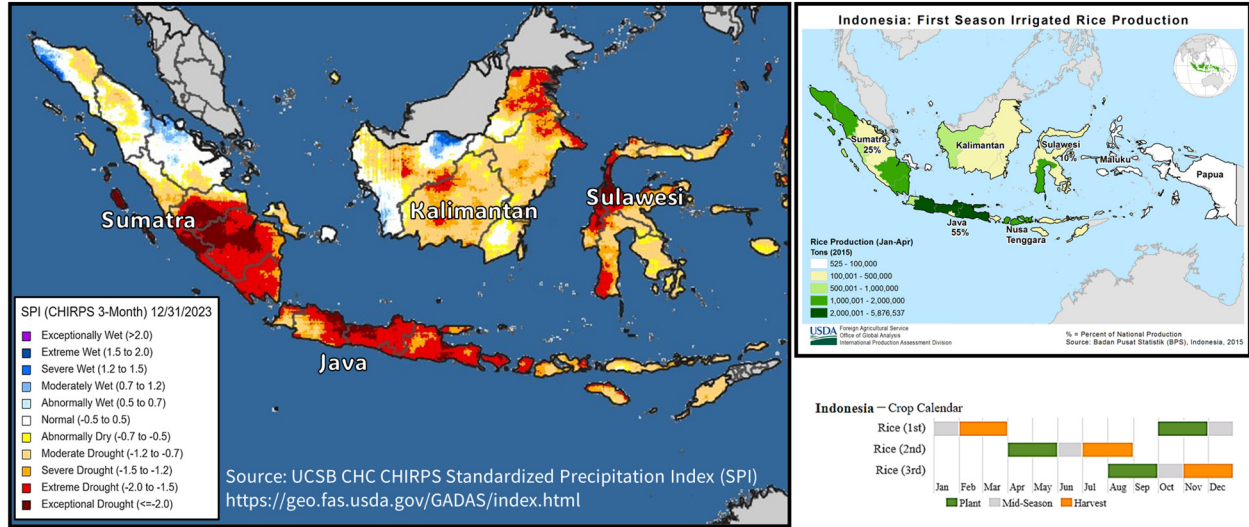 Sumatra
Kalimantan
Sulawesi
Java
SPI (CHIRPS 3-Month) 12/31/2023
Exceptionally Wet (>2.0)
Extreme Wet (1.5 to 2.0)
Severe Wet (1.2 to 1.5)
Moderately Wet (0.7 to 1.2)
Abnormally Wet (0.5 to 0.7)
Normal (-0.5 to 0.5)
Abnormally Dry (-0.7 to -0.5)
Moderate Drought (-1.2 to -0.7)
Severe Drought (-1.5 to -1.2)
Extreme Drought (-2.0 to -1.5)
Exceptional Drought (<=-2.0)
Source: UCSB CHC CHIRPS Standardized Precipitation Index (SPI)
https://geo.fas.usda.gov/GADAS/index.html
Indonesia: First Season Irrigated Rice Production
Sumatra
25%
Kalimantan
Sulawesi
10%
Maluku
Papua
Java
55%
Nusa
Tenggara
Rice Production (Jan-Apr)
Tons (2015)
525 - 100,000
100,001 - 500,000
500,001 - 1,000,000
1,000,001 - 2,000,000
2,000,001 - 5,876,537
USDA
Foreign Agricultural Service
Office of Global Analysis
International Production Assessment Division
% = Percent of National Production
Source: Badan Pusat Statistik (BPS), Indonesia, 2015
Indonesia — Crop Calendar
Rice (1st)
Rice (2nd)
Rice (3rd)
Jan Feb Mar Apr May Jun Jul Aug Sep Oct Nov Dec
Plant Mid-Season Harvest